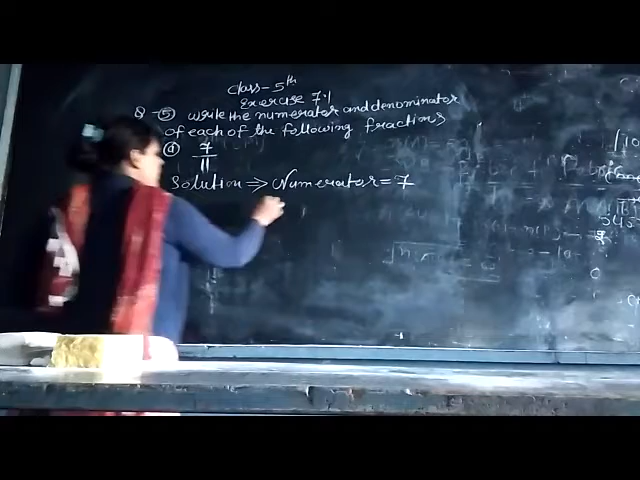 Class - 5th
Exercise 7.1
Q - ⑤ write the numerator and denominator
of each of the following fractions
ⓓ 7
11
Solution ⇒ Numerator = 7